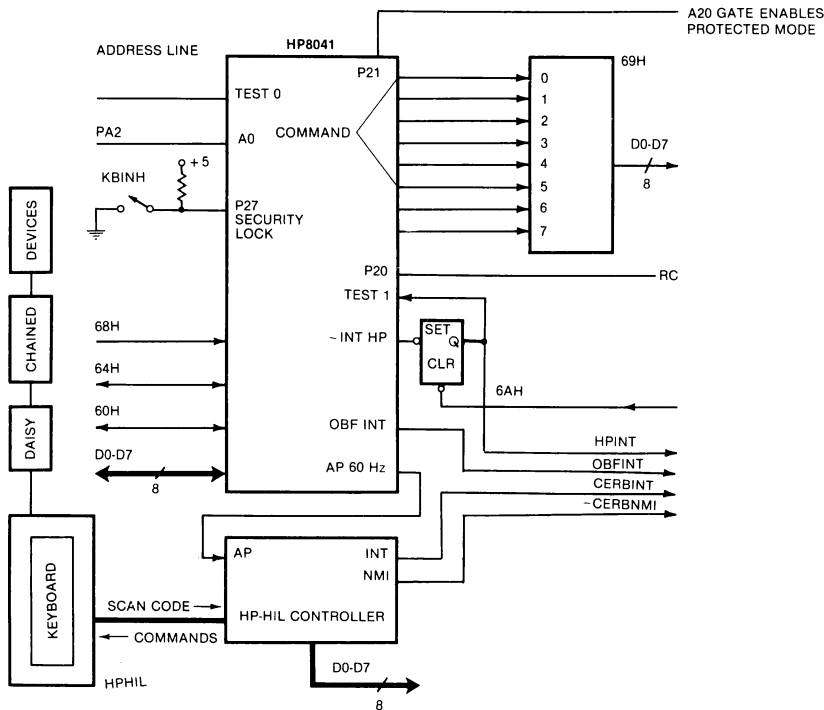 A20 GATE ENABLES
PROTECTED MODE
HP8041
ADDRESS LINE
69H
P21
TEST 0
COMMAND
0
1
2
3
4
5
6
7
D0-D7
8
PA2
A0
+5
KBINH
P27
SECURITY
LOCK
DEVICES
CHAINED
DAISY
P20
RC
TEST 1
68H
~INT HP
SET
Q
CLR
64H
6AH
60H
OBF INT
HPINT
D0-D7
8
AP 60 Hz
OBFINT
CERBINT
~CERBNMI
AP
INT
NMI
KEYBOARD
SCAN CODE
HP-HIL CONTROLLER
COMMANDS
HPHIL
D0-D7
8